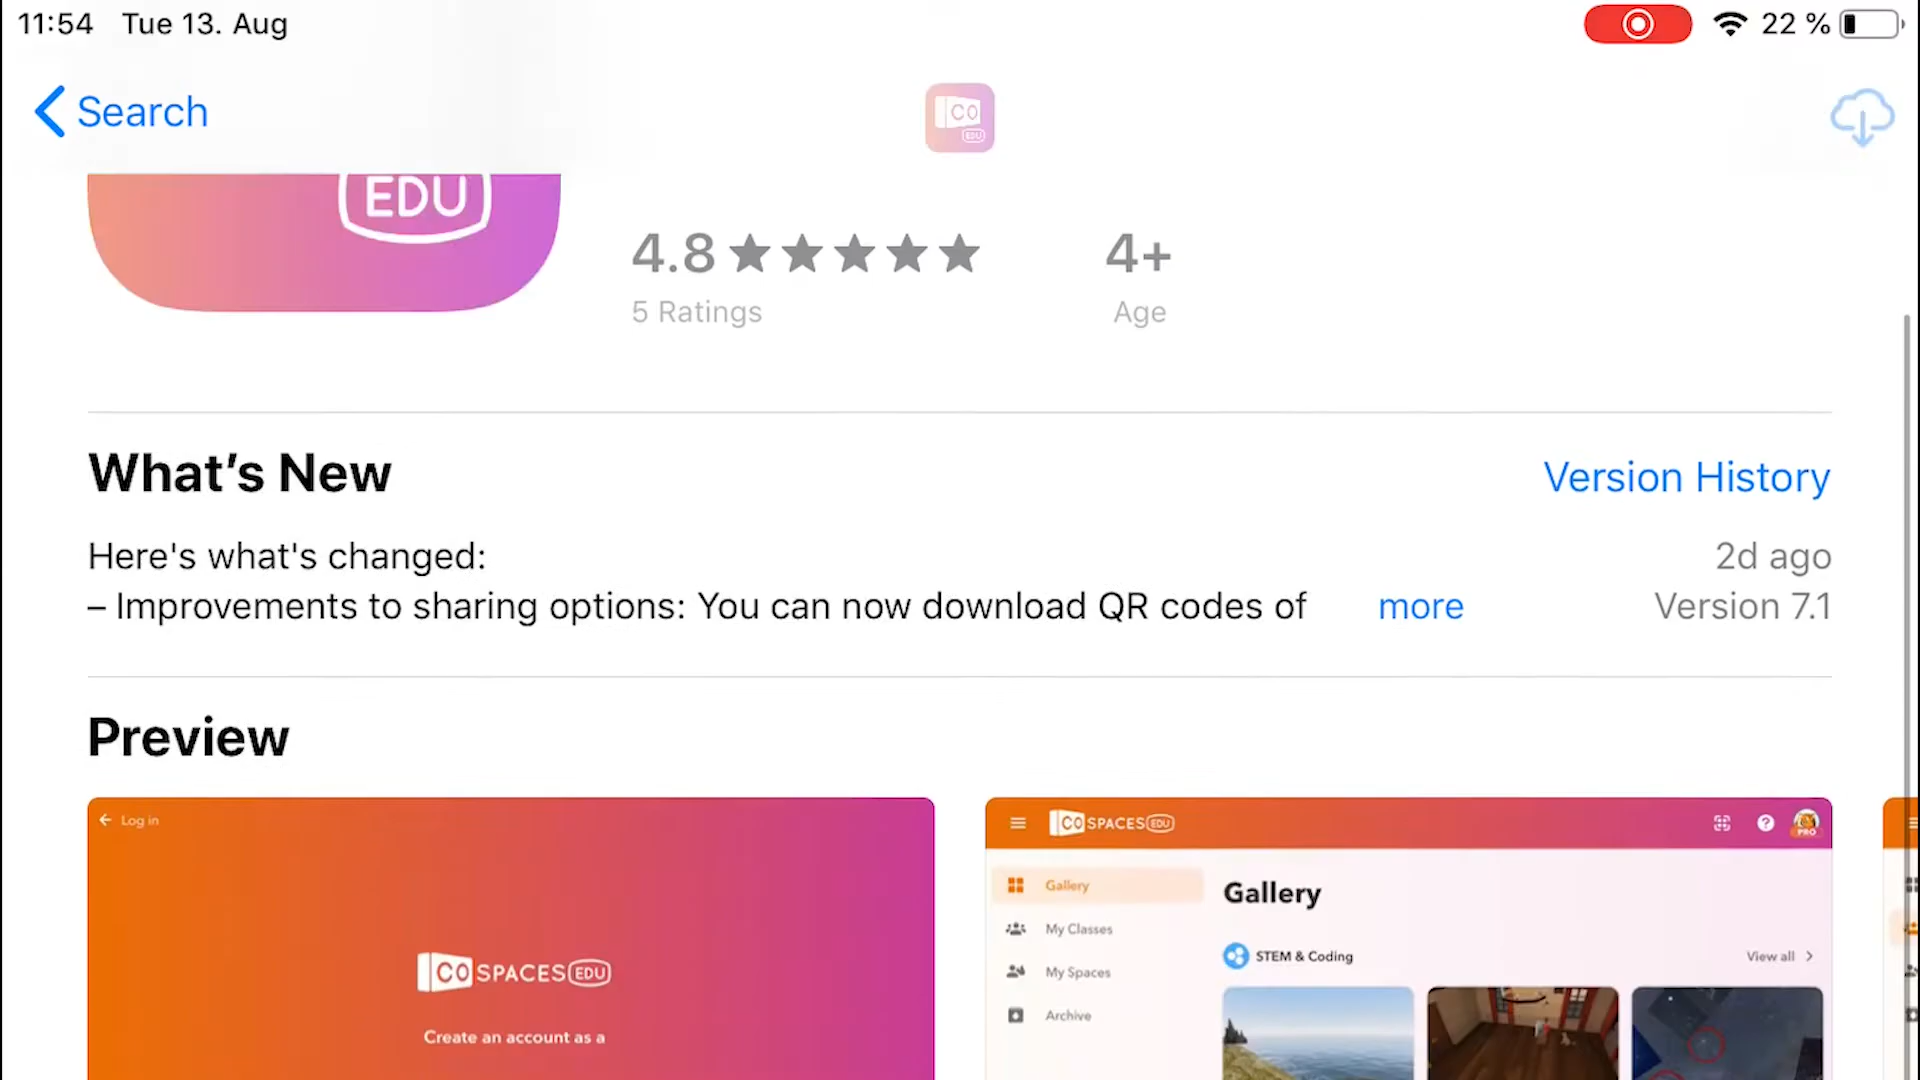 11:54 Tue 13. Aug 22 %
Search
CO
EDU
EDU
4.8 4+
5 Ratings Age
What's New Version History
Here's what's changed: 2d ago
– Improvements to sharing options: You can now download QR codes of more Version 7.1
Preview
Log in
CO SPACES EDU
Create an account as a
CO SPACES EDU
PRO
Gallery
My Classes
My Spaces
Archive
Gallery
STEM & Coding View all